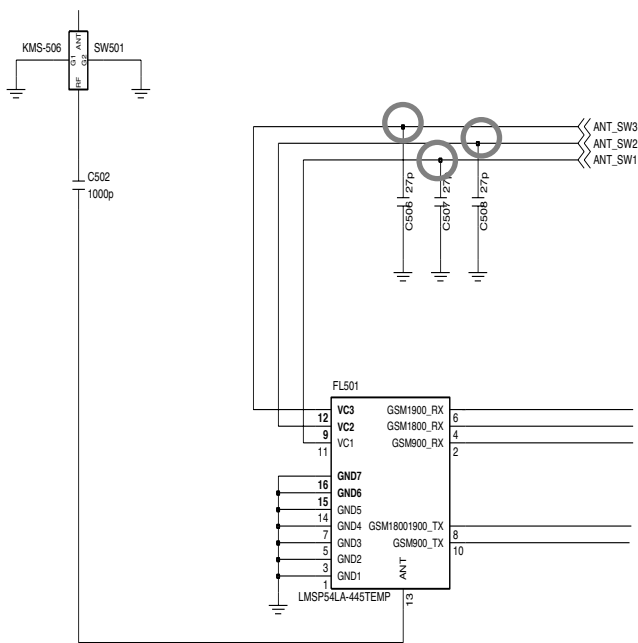 KMS-506
SW501
ANT
G1
G2
RF
C502
1000p
ANT_SW3
ANT_SW2
ANT_SW1
27p
C506
C507
27p
C508
FL501
VC3
GSM1900_RX
12
6
VC2
GSM1800_RX
9
4
VC1
GSM900_RX
11
2
GND7
16
GND6
15
GND5
14
GND4
GSM18001900_TX
7
8
GND3
GSM900_TX
5
10
GND2
3
GND1
1
ANT
LMSP54LA-445TEMP
13